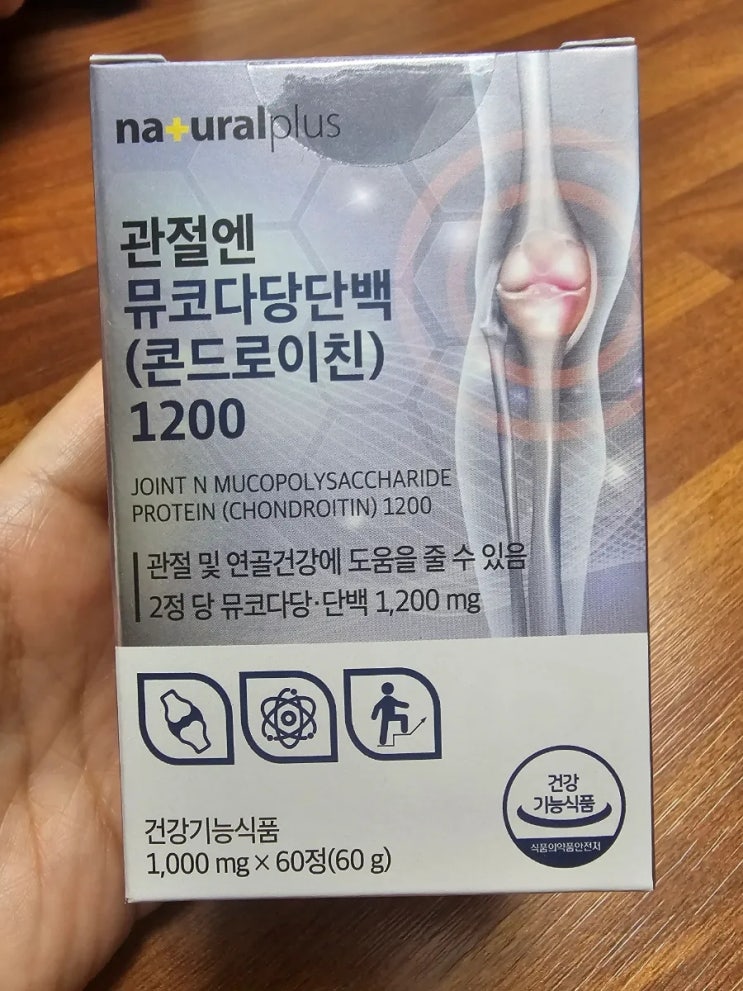 na+uralplus
관절엔
뮤코다당단백
(콘드로이친)
1200
JOINT N MUCOPOLYSACCHARIDE
PROTEIN (CHONDROITIN) 1200
관절 및 연골건강에 도움을 줄 수 있음
2정 당 뮤코다당·단백 1,200 mg
건강기능식품
1,000 mg × 60정(60 g)
건강
기능식품
식품의약품안전처